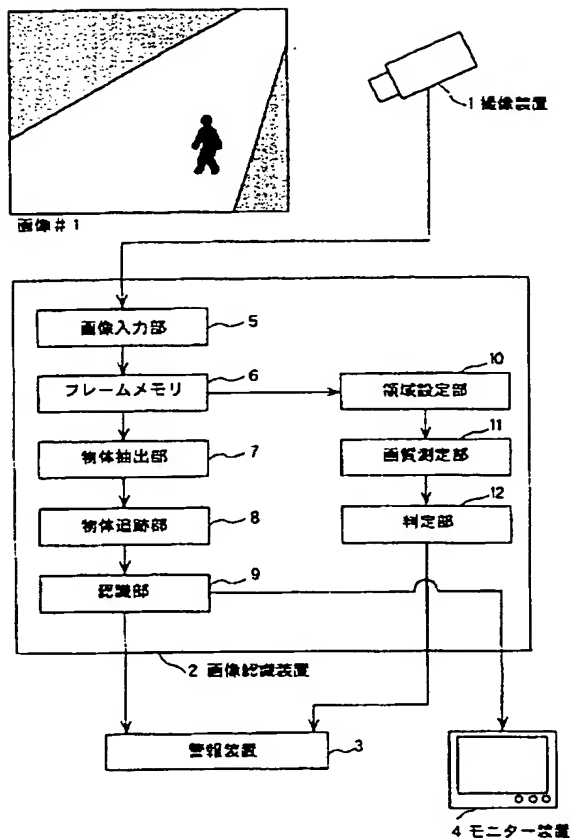 画像#1
1 撮像装置
画像入力部
5
フレームメモリ
6
物体抽出部
7
物体追跡部
8
認識部
9
領域設定部
10
画質測定部
11
判定部
12
2 画像認識装置
警報装置
3
4 モニター装置